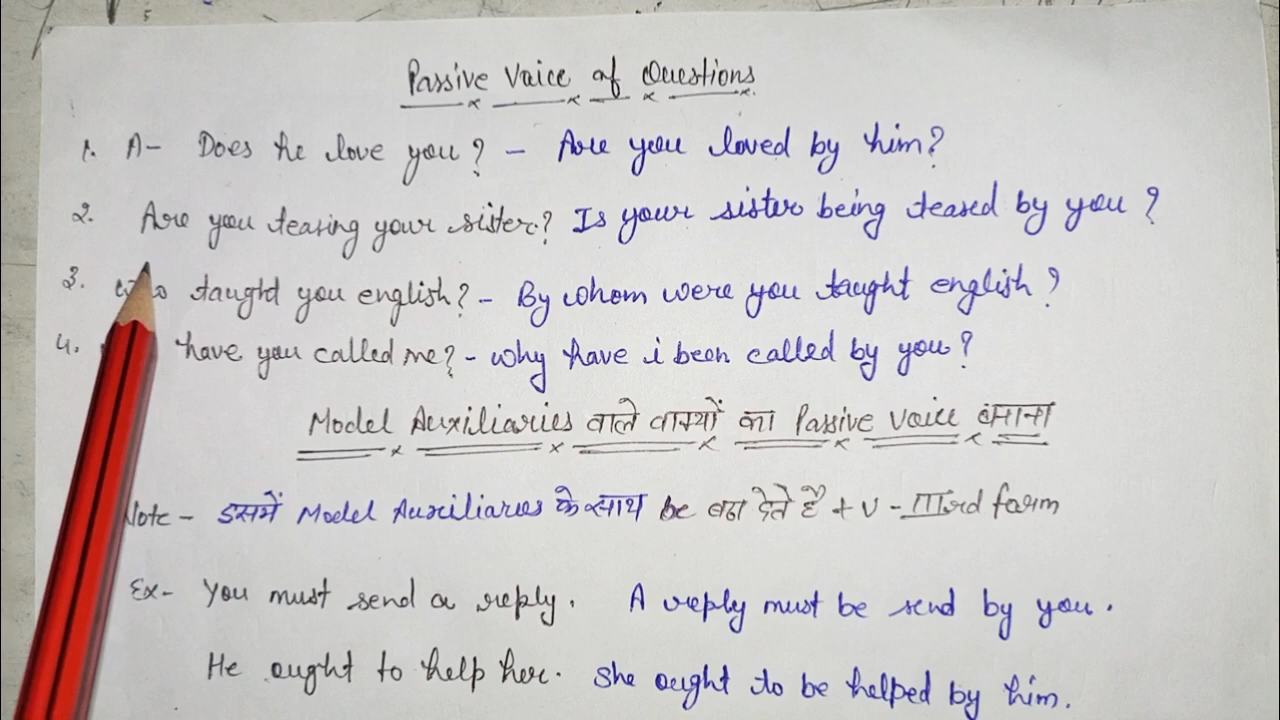 Passive Voice of Questions
1. A- Does he love you? - Are you loved by him?
2. Are you teasing your sister? Is your sister being teased by you?
3. taught you english? - By whom were you taught english?
4. have you called me? - why have i been called by you?
Model Auxiliaries वाले वाक्यों का Passive Voice बनाना
Note - इसमें Model Auxiliaries के साथ be बढा देते हैं + V - IIIrd form
Ex- You must send a reply. A reply must be send by you.
He ought to help her. She ought to be helped by him.